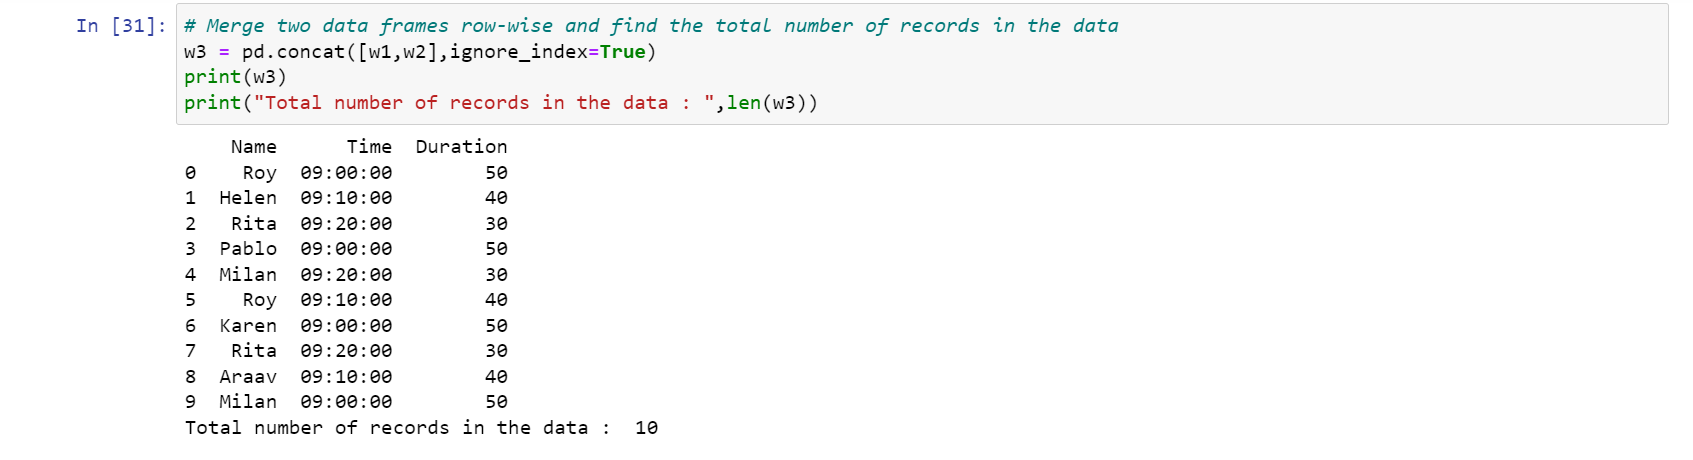 In [31]: # Merge two data frames row-wise and find the total number of records in the data
w3 = pd.concat([w1,w2],ignore_index=True)
print(w3)
print("Total number of records in the data : ",len(w3))
    Name      Time  Duration
0    Roy  09:00:00        50
1  Helen  09:10:00        40
2   Rita  09:20:00        30
3  Pablo  09:00:00        50
4  Milan  09:20:00        30
5    Roy  09:10:00        40
6  Karen  09:00:00        50
7   Rita  09:20:00        30
8  Araav  09:10:00        40
9  Milan  09:00:00        50
Total number of records in the data :  10